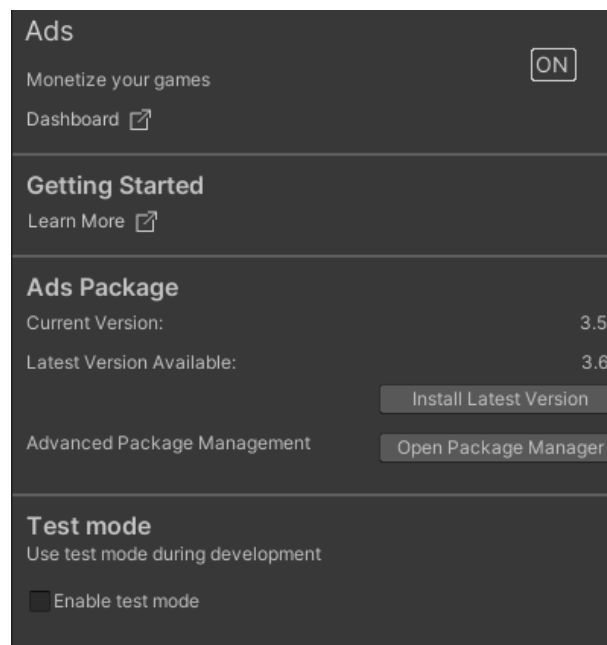 Ads
ON
Monetize your games
Dashboard
Getting Started
Learn More
Ads Package
Current Version: 3.5
Latest Version Available: 3.6
Install Latest Version
Advanced Package Management Open Package Manager
Test mode
Use test mode during development
Enable test mode